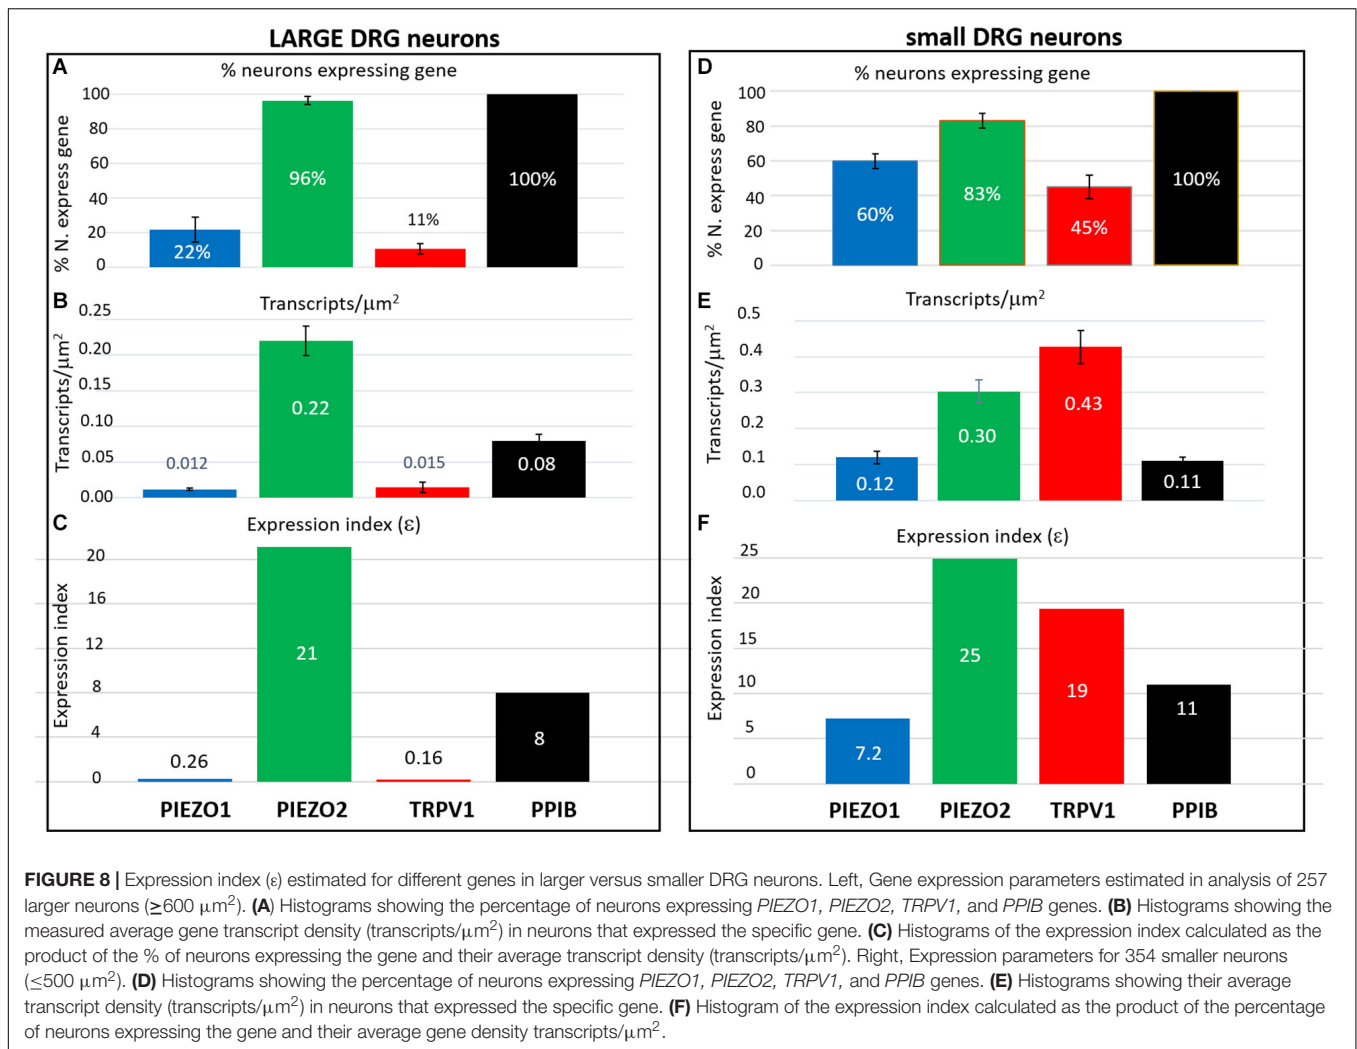 LARGE DRG neurons
A
% neurons expressing gene
% N. express gene
100
80
60
40
20
0
22%
96%
11%
100%
B
Transcripts/μm²
Transcripts/μm²
0.25
0.20
0.15
0.10
0.05
0.00
0.012
0.22
0.015
0.08
C
Expression index (ε)
Expression index
20
16
12
8
4
0
0.26
21
0.16
8
PIEZO1 PIEZO2 TRPV1 PPIB
small DRG neurons
D
% neurons expressing gene
% N. express gene
100
80
60
40
20
0
60%
83%
45%
100%
E
Transcripts/μm²
Transcripts/μm²
0.5
0.4
0.3
0.2
0.1
0.0
0.12
0.30
0.43
0.11
F
Expression index (ε)
Expression index
25
20
15
10
5
0
7.2
25
19
11
PIEZO1 PIEZO2 TRPV1 PPIB
FIGURE 8 | Expression index (ε) estimated for different genes in larger versus smaller DRG neurons. Left, Gene expression parameters estimated in analysis of 257
larger neurons (≥600 μm²). (A) Histograms showing the percentage of neurons expressing PIEZO1, PIEZO2, TRPV1, and PPIB genes. (B) Histograms showing the
measured average gene transcript density (transcripts/μm²) in neurons that expressed the specific gene. (C) Histograms of the expression index calculated as the
product of the % of neurons expressing the gene and their average transcript density (transcripts/μm²). Right, Expression parameters for 354 smaller neurons
(≤500 μm²). (D) Histograms showing the percentage of neurons expressing PIEZO1, PIEZO2, TRPV1, and PPIB genes. (E) Histograms showing their average
transcript density (transcripts/μm²) in neurons that expressed the specific gene. (F) Histogram of the expression index calculated as the product of the percentage
of neurons expressing the gene and their average gene density transcripts/μm².